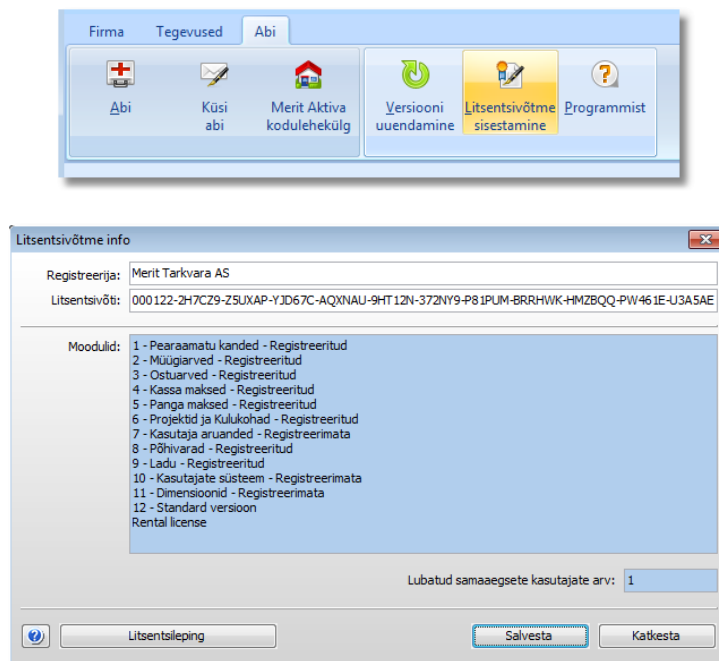 Firma Tegevused Abi
Abi Küsi abi Merit Aktiva kodulehekülg Versiooni uuendamine Litsentsivõtme sisestamine Programmist
Litsentsivõtme info
Registreerija: Merit Tarkvara AS
Litsentsivõti: 000122-2H7CZ9-Z5UXAP-YJD67C-AQXNAU-9HT12N-372NY9-P81PUM-BRRHWK-HMZBQQ-PW461E-U3A5AE
Moodulid: 1 - Pearaamatu kanded - Registreeritud
2 - Müügiarved - Registreeritud
3 - Ostuarved - Registreeritud
4 - Kassa maksed - Registreeritud
5 - Panga maksed - Registreeritud
6 - Projektid ja Kulukohad - Registreeritud
7 - Kasutaja aruanded - Registreerimata
8 - Põhivarad - Registreeritud
9 - Ladu - Registreeritud
10 - Kasutajate süsteem - Registreerimata
11 - Dimensioonid - Registreerimata
12 - Standard versioon
Rental license
Lubatud samaaegsete kasutajate arv: 1
Litsentsileping Salvesta Katkesta